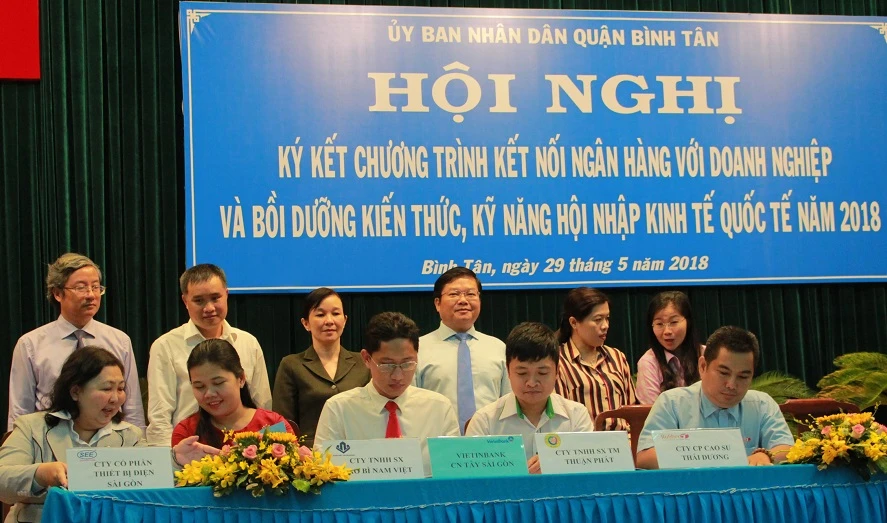 ỦY BAN NHÂN DÂN QUẬN BÌNH TÂN
HỘI NGHỊ
KÝ KẾT CHƯƠNG TRÌNH KẾT NỐI NGÂN HÀNG VỚI DOANH NGHIỆP
VÀ BỒI DƯỠNG KIẾN THỨC, KỸ NĂNG HỘI NHẬP KINH TẾ QUỐC TẾ NĂM 2018
Bình Tân, ngày 29 tháng 5 năm 2018
SEE
CTY CỔ PHẦN
THIẾT BỊ ĐIỆN
SÀI GÒN
CTY TNHH SX
BÌ NAM VIỆT
VietinBank
VIETINBANK
CN TÂY SÀI GÒN
CTY TNHH SX TM
THUẬN PHÁT
CTY CP CAO SU
THÁI DƯƠNG